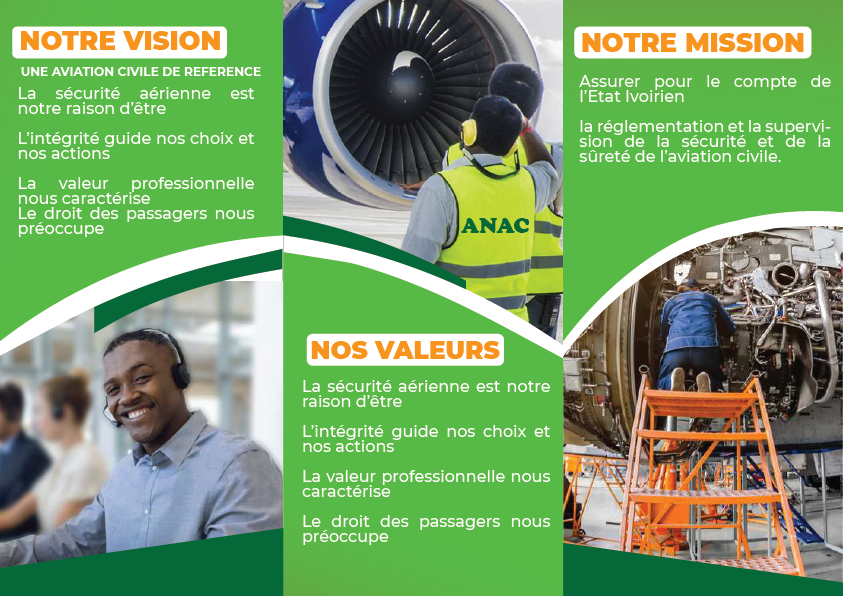 NOTRE VISION
UNE AVIATION CIVILE DE REFERENCE
La sécurité aérienne est
notre raison d'être
L'intégrité guide nos choix et
nos actions
La valeur professionnelle
nous caractérise
Le droit des passagers nous
préoccupe
ANAC
NOS VALEURS
La sécurité aérienne est notre
raison d'être
L'intégrité guide nos choix et
nos actions
La valeur professionnelle nous
caractérise
Le droit des passagers nous
préoccupe
NOTRE MISSION
Assurer pour le compte de
l'Etat Ivoirien
la réglementation et la supervi-
sion de la sécurité et de la
sûreté de l'aviation civile.